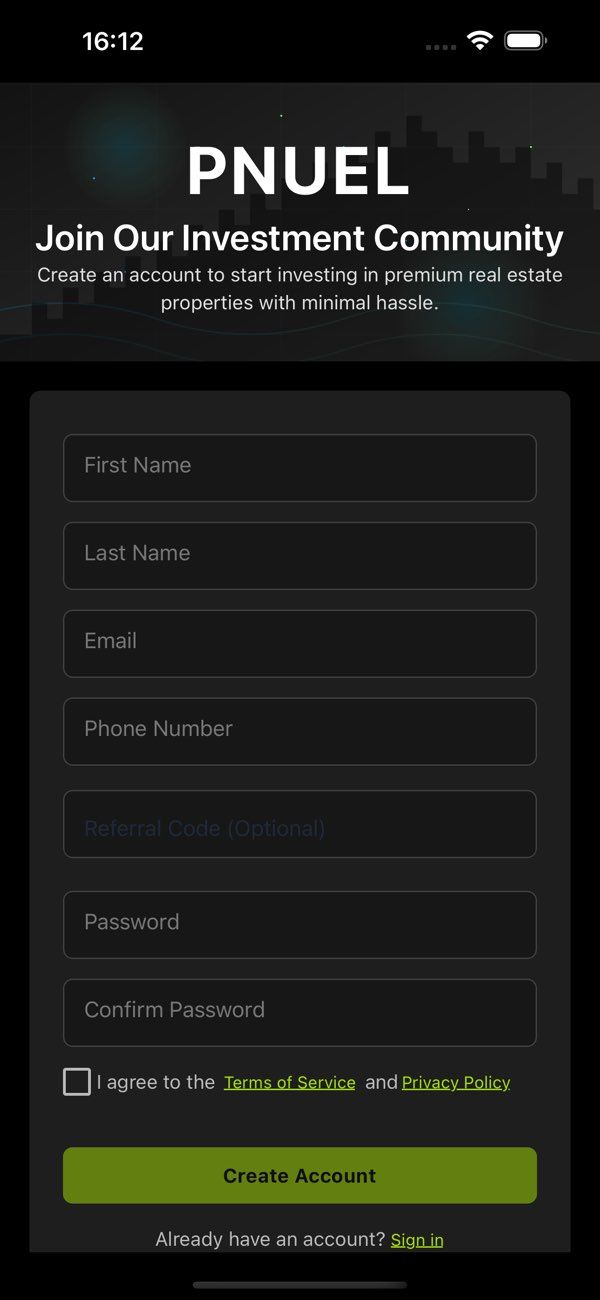 16:12
PNUEL
Join Our Investment Community
Create an account to start investing in premium real estate
properties with minimal hassle.
First Name
Last Name
Email
Phone Number
Referral Code (Optional)
Password
Confirm Password
I agree to the Terms of Service and Privacy Policy
Create Account
Already have an account? Sign in